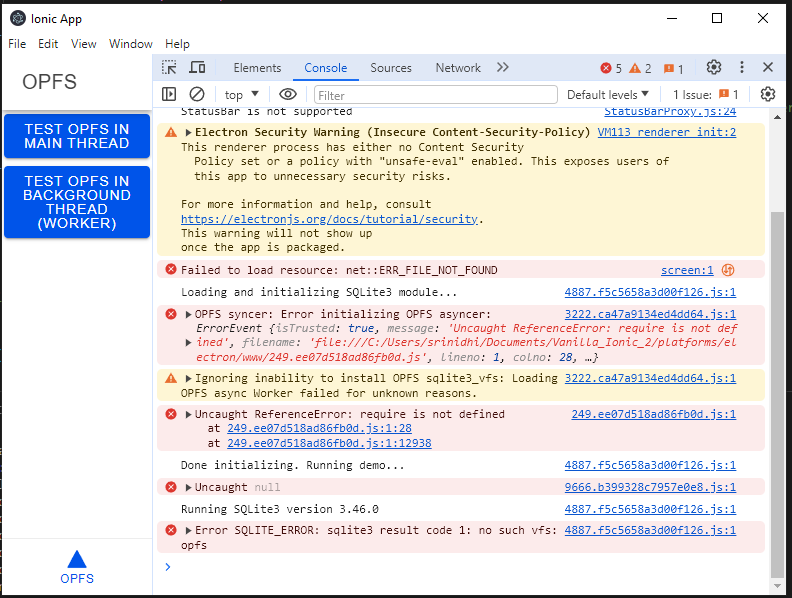 Ionic App
File Edit View Window Help
OPFS
TEST OPFS IN
MAIN THREAD
TEST OPFS IN
BACKGROUND
THREAD
(WORKER)
OPFS
Elements Console Sources Network 5 2 1
top Filter Default levels 1 Issue: 1
StatusBar is not supported StatusBarProxy.js:24
Electron Security Warning (Insecure Content-Security-Policy) VM113 renderer_init:2
This renderer process has either no Content Security
Policy set or a policy with "unsafe-eval" enabled. This exposes users of
this app to unnecessary security risks.
For more information and help, consult
https://electronjs.org/docs/tutorial/security.
This warning will not show up
once the app is packaged.
Failed to load resource: net::ERR_FILE_NOT_FOUND screen:1
Loading and initializing SQLite3 module... 4887.f5c5658a3d00f126.js:1
OPFS syncer: Error initializing OPFS asyncer: 3222.ca47a9134ed4dd64.js:1
ErrorEvent {isTrusted: true, message: 'Uncaught ReferenceError: require is not def
ined', filename: 'file:///C:/Users/srinidhi/Documents/Vanilla_Ionic_2/platforms/el
ectron/www/249.ee07d518ad86fb0d.js', lineno: 1, colno: 28, …}
Ignoring inability to install OPFS sqlite3_vfs: Loading 3222.ca47a9134ed4dd64.js:1
OPFS async Worker failed for unknown reasons.
Uncaught ReferenceError: require is not defined 249.ee07d518ad86fb0d.js:1
at 249.ee07d518ad86fb0d.js:1:28
at 249.ee07d518ad86fb0d.js:1:12938
Done initializing. Running demo... 4887.f5c5658a3d00f126.js:1
Uncaught null 9666.b399328c7957e0e8.js:1
Running SQLite3 version 3.46.0 4887.f5c5658a3d00f126.js:1
Error SQLITE_ERROR: sqlite3 result code 1: no such vfs: 4887.f5c5658a3d00f126.js:1
opfs